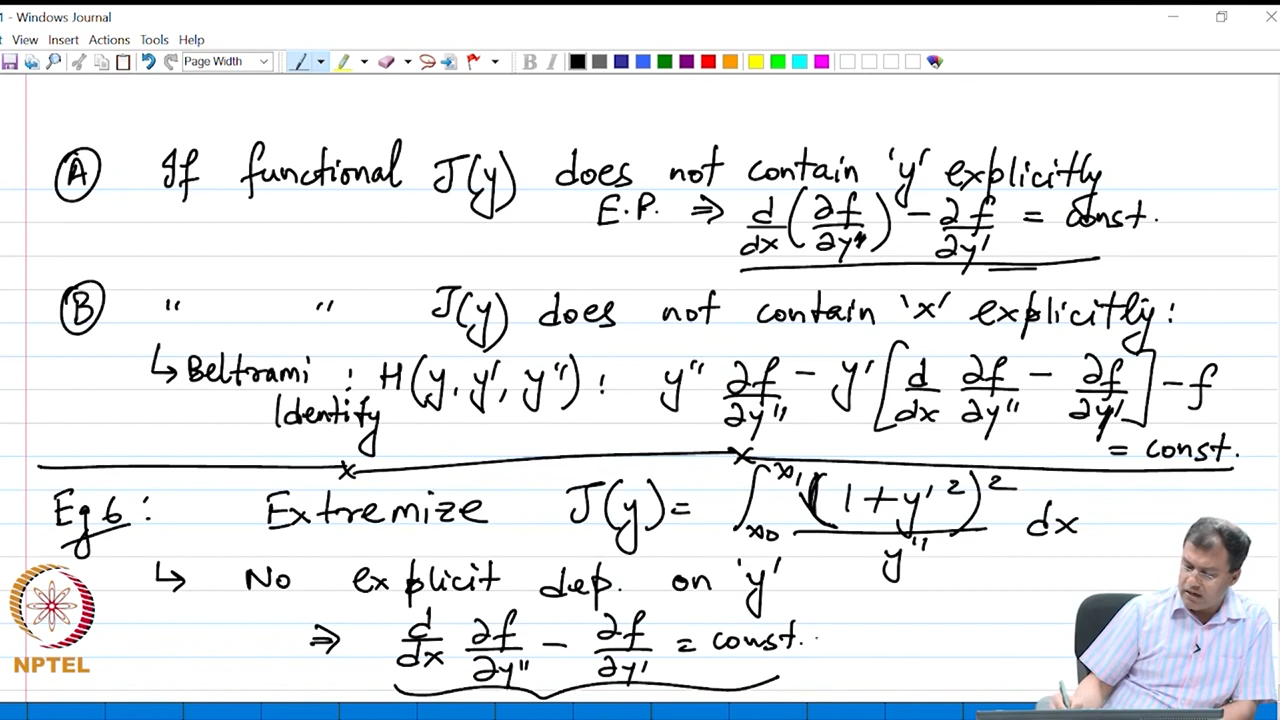 1 - Windows Journal
t View Insert Actions Tools Help
Page Width
B I
Ⓐ If functional J(y) does not contain 'y' explicitly
E.P. ⇒ d/dx (∂f/∂y'') - ∂f/∂y' = const.
Ⓑ " " J(y) does not contain 'x' explicitly:
↳ Beltrami Identity : H(y, y', y'') : y'' ∂f/∂y'' - y' [d/dx ∂f/∂y'' - ∂f/∂y'] - f
= const.
Eg 6 : Extremize J(y) = ∫_{x0}^{x1} (1 + y'^2)^2 / y'' dx
↳ No explicit dep. on 'y'
⇒ d/dx ∂f/∂y'' - ∂f/∂y' = const.
NPTEL